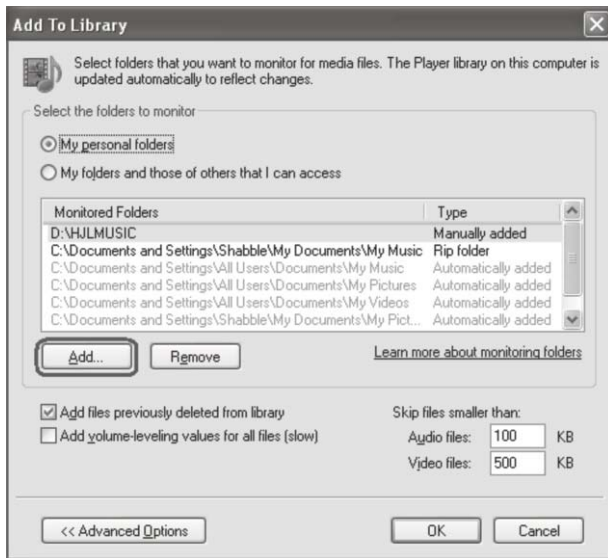 Add To Library
Select folders that you want to monitor for media files. The Player library on this computer is
updated automatically to reflect changes.
Select the folders to monitor
My personal folders
My folders and those of others that I can access
Monitored Folders Type
D:\HJLMUSIC Manually added
C:\Documents and Settings\Shabble\My Documents\My Music Rip folder
C:\Documents and Settings\All Users\Documents\My Music Automatically added
C:\Documents and Settings\All Users\Documents\My Pictures Automatically added
C:\Documents and Settings\All Users\Documents\My Videos Automatically added
C:\Documents and Settings\Shabble\My Documents\My Pict... Automatically added
Add... Remove Learn more about monitoring folders
Add files previously deleted from library Skip files smaller than:
Add volume-leveling values for all files (slow) Audio files: 100 KB
Video files: 500 KB
<< Advanced Options OK Cancel